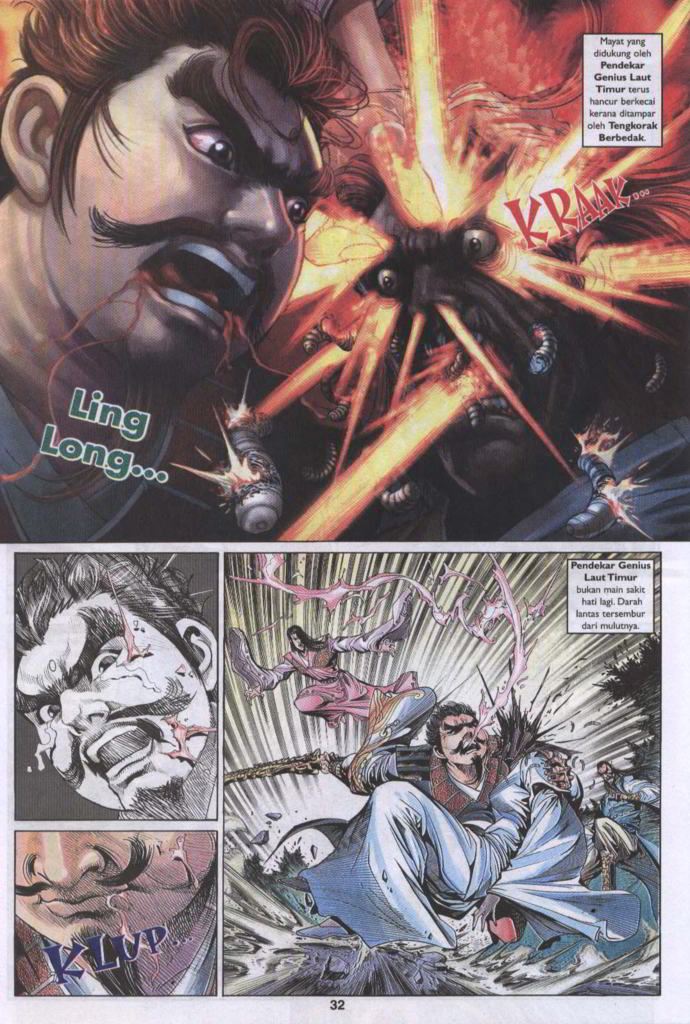 Mayat yang
didukung oleh
Pendekar
Genius Laut
Timur terus
hancur berkecai
kerana ditampar
oleh Tengkorak
Berbedak.
KRAAK...
Ling
Long...
Pendekar Genius
Laut Timur
bukan main sakit
hati lagi. Darah
lantas tersembur
dari mulutnya.
KLUP...
32